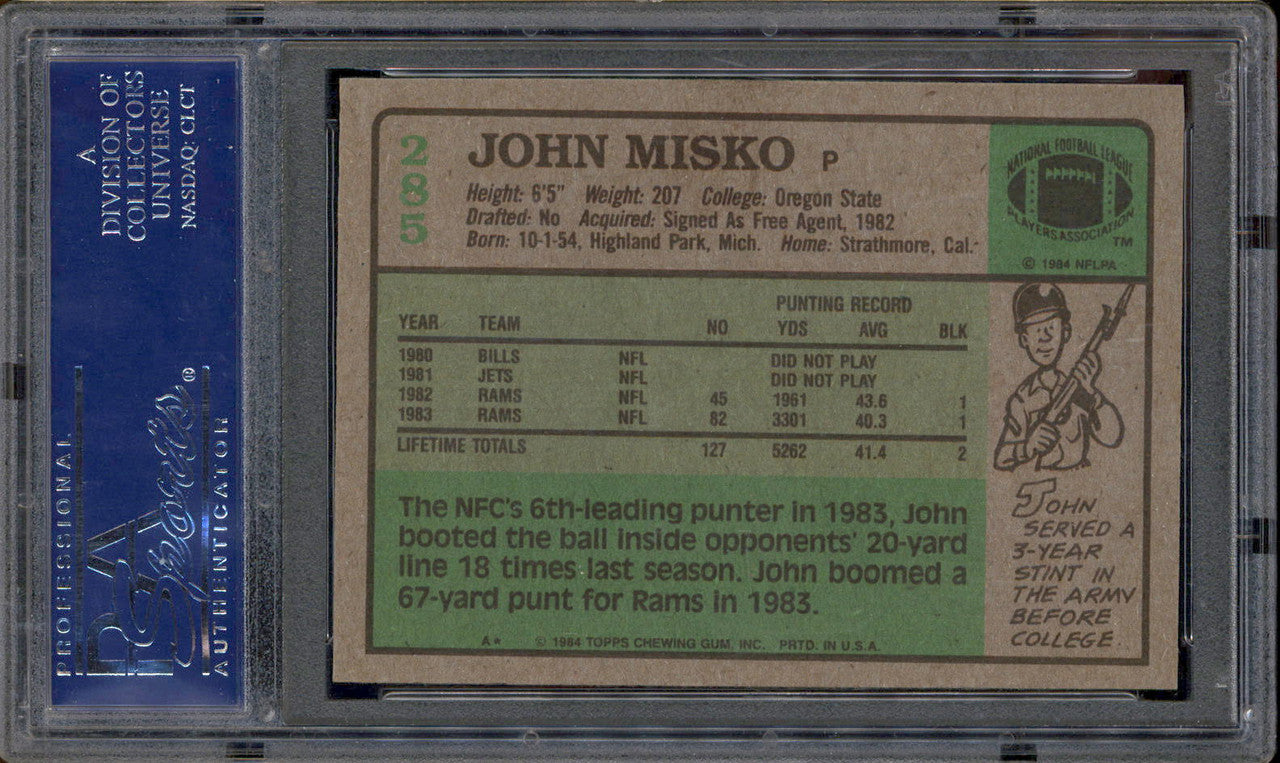 A
DIVISION OF
COLLECTORS
UNIVERSE
NASDAQ: CLCT
PROFESSIONAL
PSA
Sports®
AUTHENTICATOR
285
JOHN MISKO P
Height: 6'5" Weight: 207 College: Oregon State
Drafted: No Acquired: Signed As Free Agent, 1982
Born: 10-1-54, Highland Park, Mich. Home: Strathmore, Cal.
NATIONAL FOOTBALL LEAGUE
PLAYERS ASSOCIATION
TM
© 1984 NFLPA
PUNTING RECORD
YEAR TEAM NO YDS AVG BLK
1980 BILLS NFL DID NOT PLAY
1981 JETS NFL DID NOT PLAY
1982 RAMS NFL 45 1961 43.6 1
1983 RAMS NFL 82 3301 40.3 1
LIFETIME TOTALS 127 5262 41.4 2
The NFC's 6th-leading punter in 1983, John
booted the ball inside opponents' 20-yard
line 18 times last season. John boomed a
67-yard punt for Rams in 1983.
A* © 1984 TOPPS CHEWING GUM, INC. PRTD. IN U.S.A.
JOHN
SERVED A
3-YEAR
STINT IN
THE ARMY
BEFORE
COLLEGE.